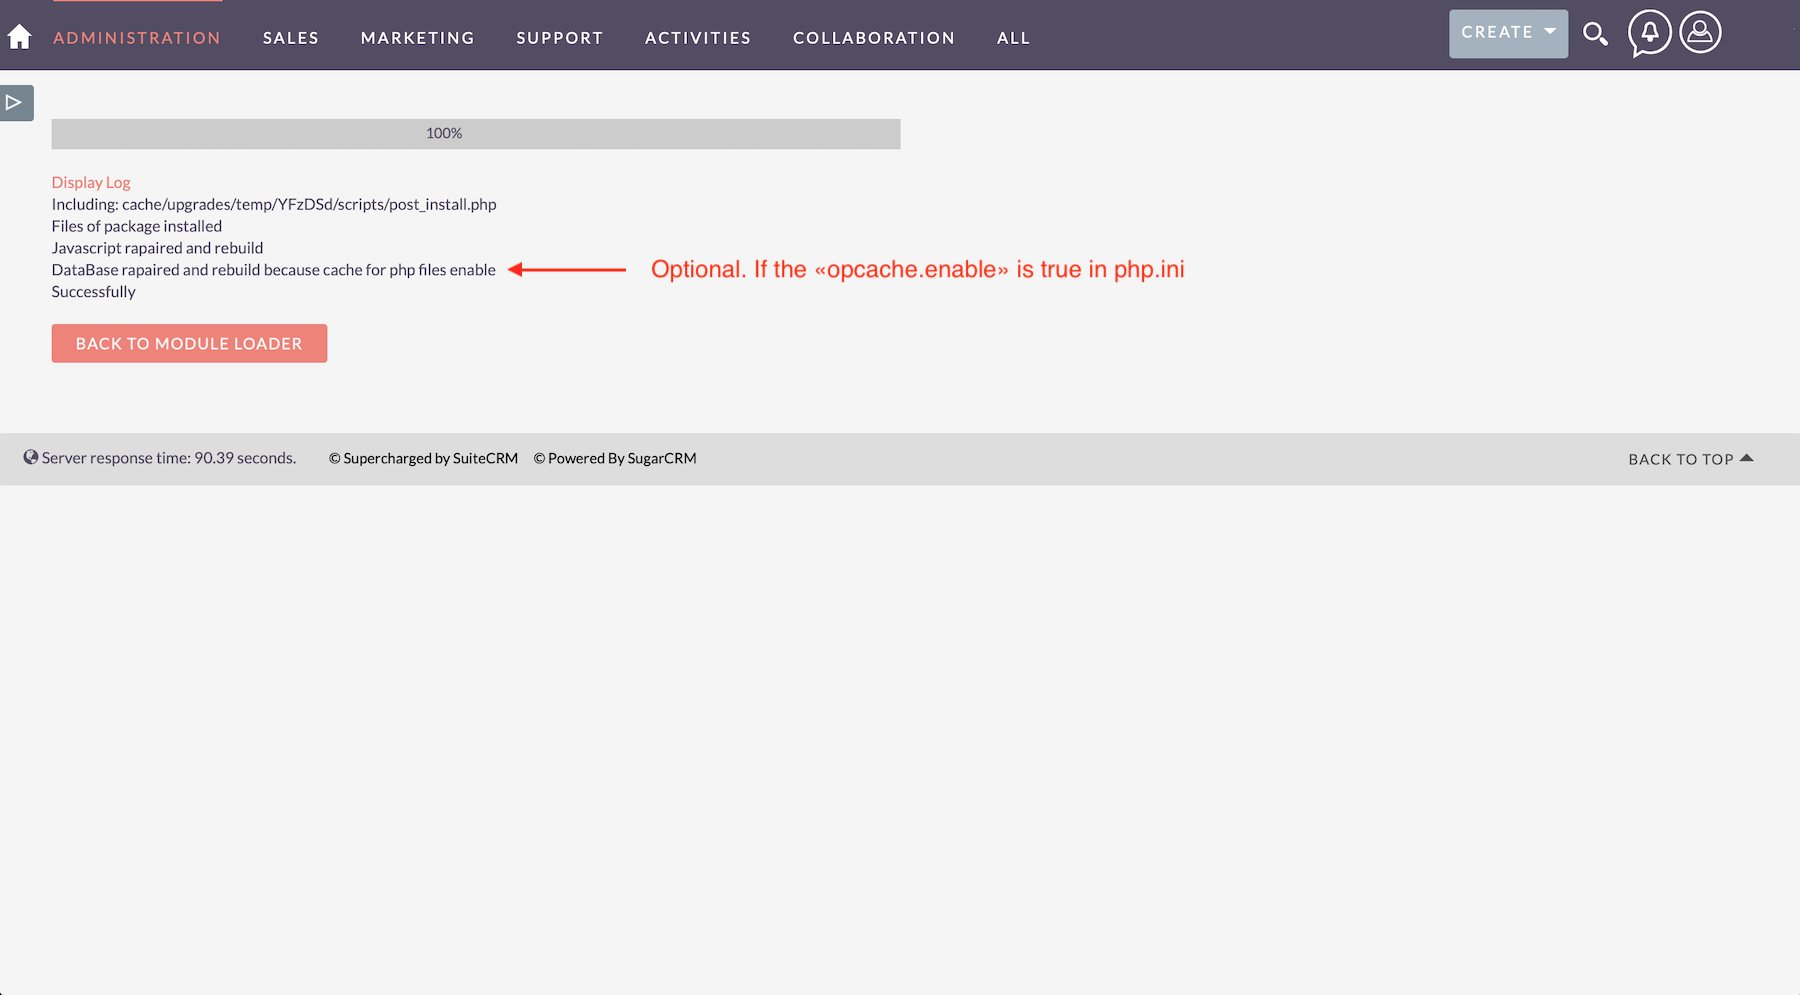 ADMINISTRATION SALES MARKETING SUPPORT ACTIVITIES COLLABORATION ALL CREATE
100%
Display Log
Including: cache/upgrades/temp/YFzDSd/scripts/post_install.php
Files of package installed
Javascript rapaired and rebuild
DataBase rapaired and rebuild because cache for php files enable Optional. If the «opcache.enable» is true in php.ini
Successfully
BACK TO MODULE LOADER
Server response time: 90.39 seconds. © Supercharged by SuiteCRM © Powered By SugarCRM BACK TO TOP